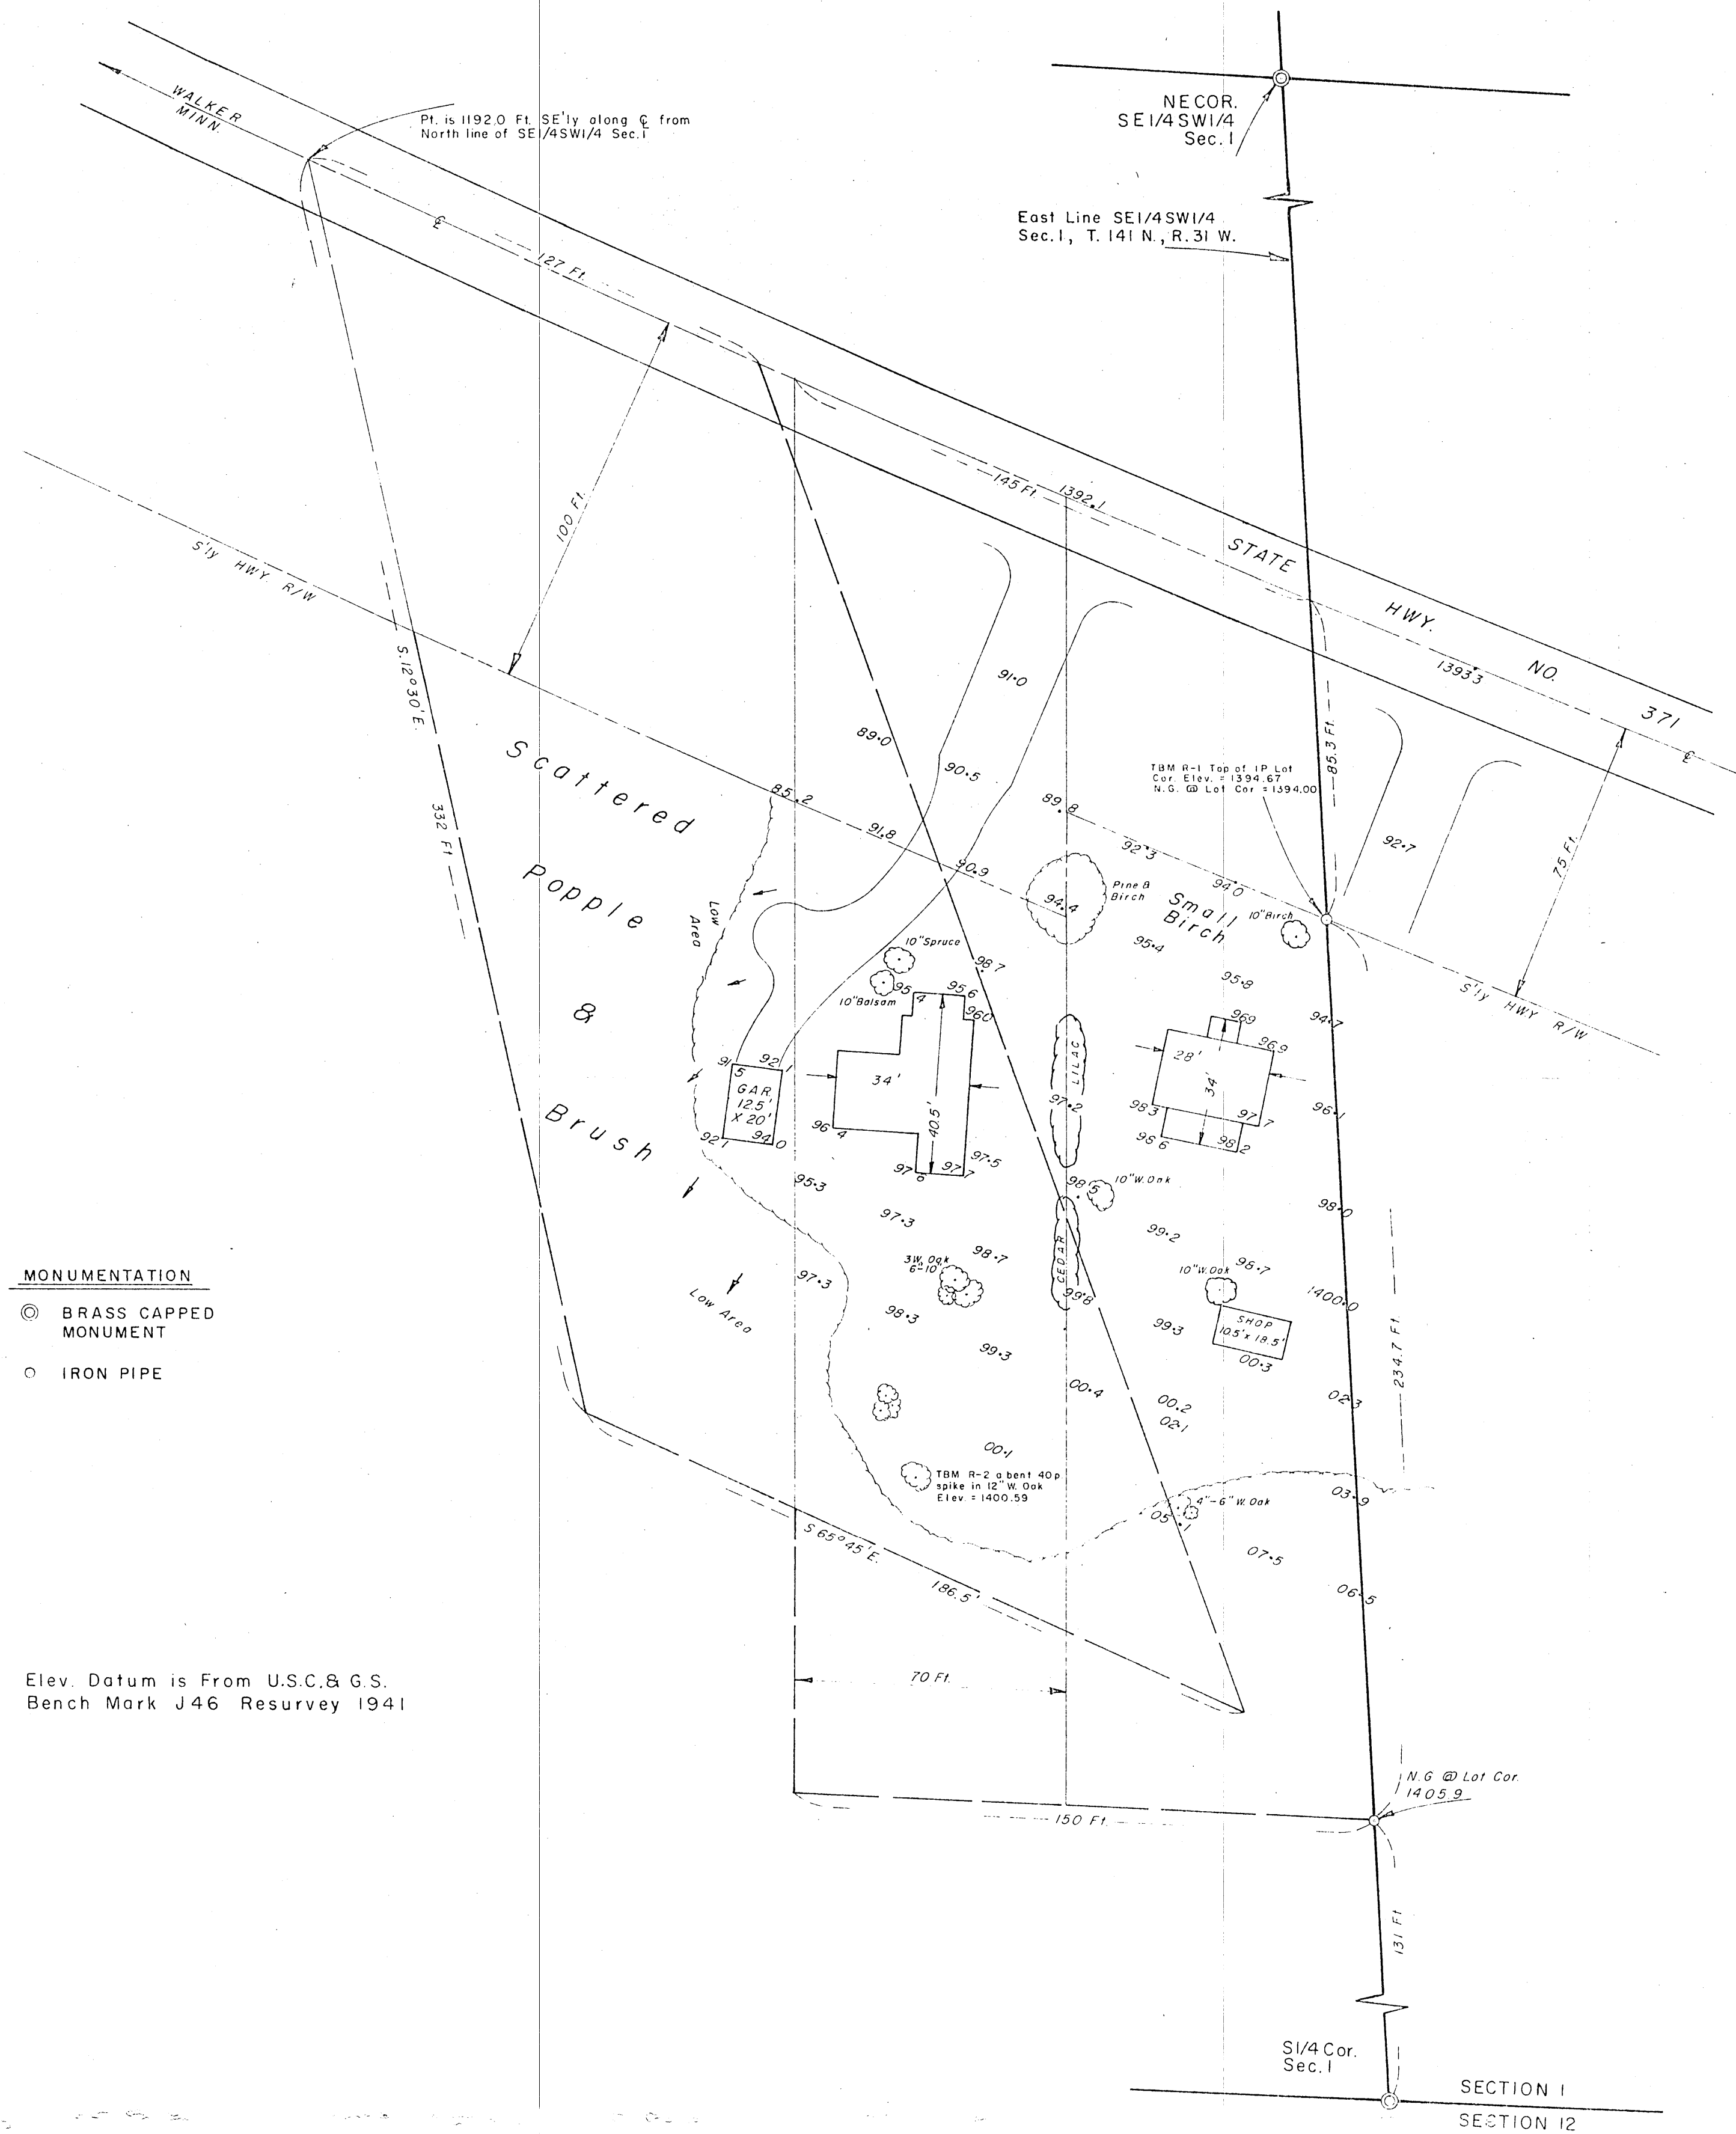 WALKER
MINN.
Pt. is 1192.0 Ft. SE'ly along ℄ from
North line of SE1/4SW1/4 Sec.1
NE COR.
SE1/4 SW1/4
Sec. 1
East Line SE1/4SW1/4
Sec.1, T. 141 N., R. 31 W.
℄
127 Ft.
100 Ft.
145 Ft.
1392.1
STATE
HWY.
NO.
371
℄
1393.3
S'ly HWY. R/W
S.12°30'E.
332 Ft
85.3 Ft.
75 Ft.
TBM R-1 Top of IP Lot
Cor. Elev. = 1394.67
N.G. @ Lot Cor = 1394.00
91.0
89.0
90.5
85.2
91.8
90.9
89.8
92.3
94.0
92.7
94.4
Scattered
Popple
&
Brush
Low
Area
Pine &
Birch
Small
Birch
10" Birch
95.4
95.8
94.7
S'ly HWY R/W
10" Spruce
10" Balsam
98.7
95.4
95.6
96.0
96.9
96.9
28'
34'
98.3
97.7
98.6
98.2
96.1
LILAC
97.2
91.5
92.1
GAR.
12.5'
X 20'
92.1
94.0
34'
40.5'
96.4
97.8
97.7
97.5
95.3
97.3
98.5
10" W. Oak
98.0
99.2
98.7
CEDAR
3W. Oak
6"-10"
98.7
97.3
98.3
99.8
Low Area
10" W. Oak
98.7
1400.0
SHOP
10.5' x 18.5'
99.3
00.3
99.3
00.4
00.2
02.1
02.3
234.7 Ft
00.1
TBM R-2 a bent 40p
spike in 12" W. Oak
Elev. = 1400.59
4"-6" W. Oak
05.1
03.9
07.5
06.5
S 65°45'E.
186.5'
70 Ft.
150 Ft.
N.G @ Lot Cor.
1405.9
131 Ft
MONUMENTATION
BRASS CAPPED
MONUMENT
IRON PIPE
Elev. Datum is From U.S.C.& G.S.
Bench Mark J46 Resurvey 1941
S1/4 Cor.
Sec. 1
SECTION 1
SECTION 12